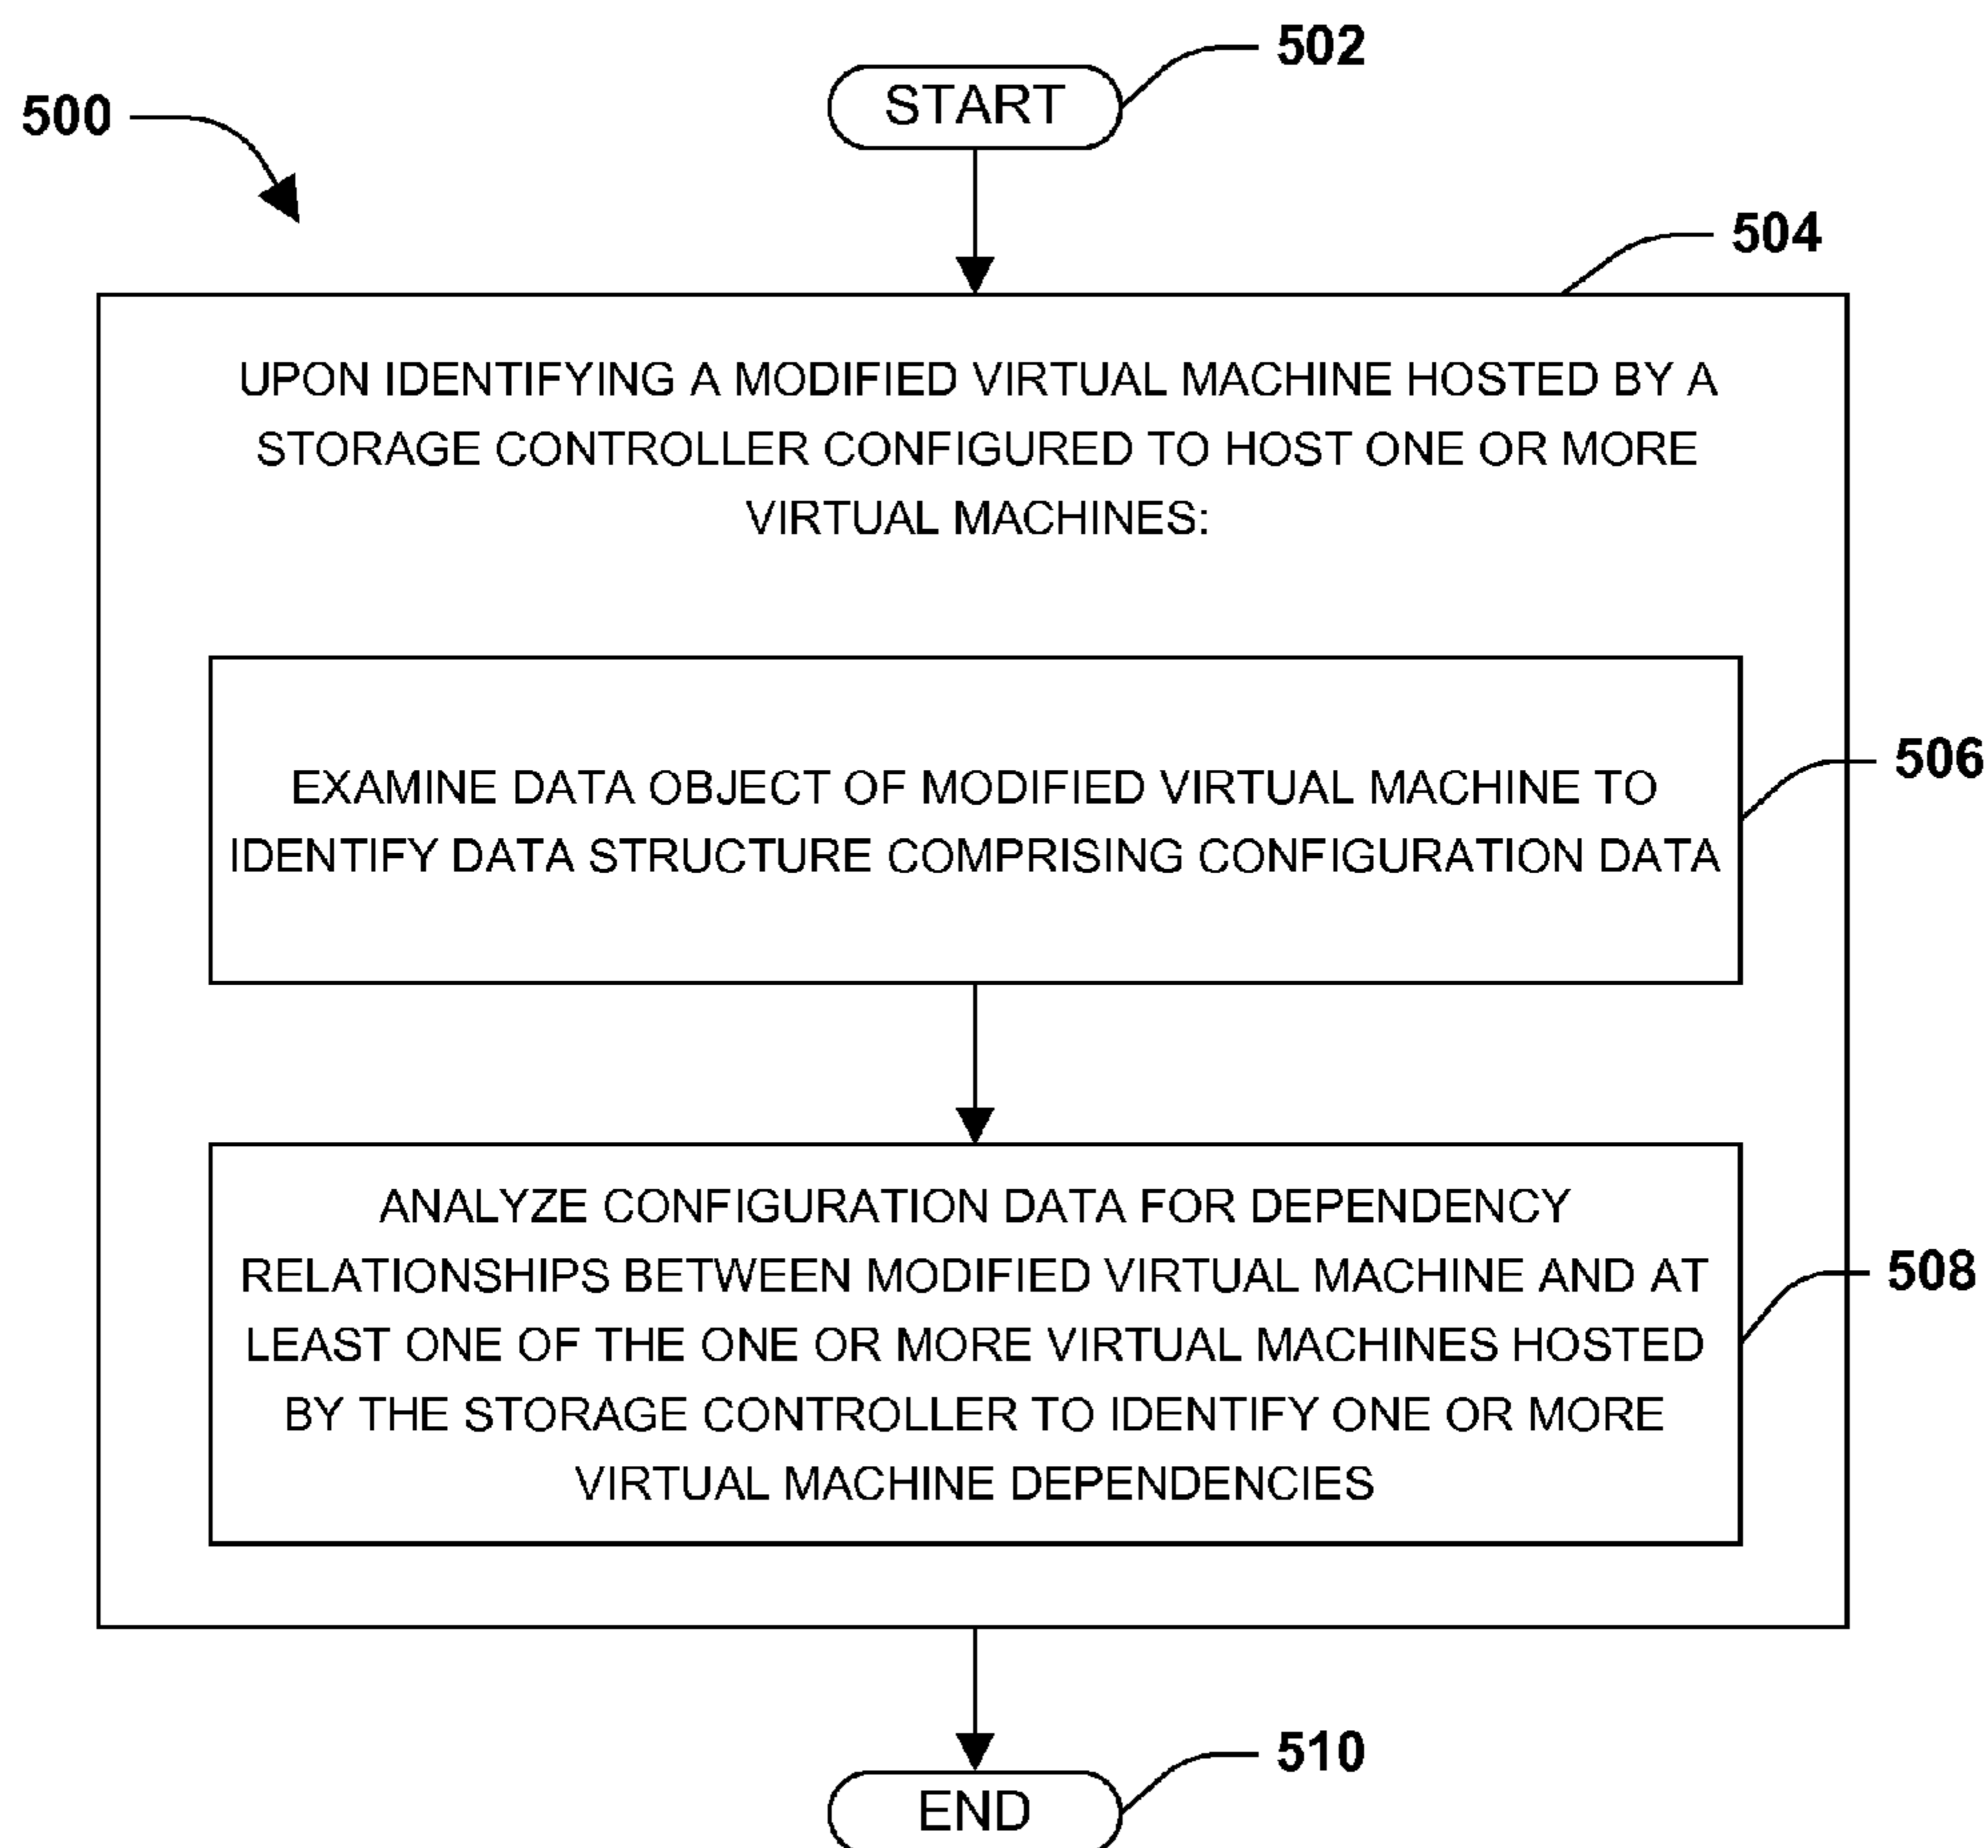 502
START
500
504
UPON IDENTIFYING A MODIFIED VIRTUAL MACHINE HOSTED BY A
STORAGE CONTROLLER CONFIGURED TO HOST ONE OR MORE
VIRTUAL MACHINES:
506
EXAMINE DATA OBJECT OF MODIFIED VIRTUAL MACHINE TO
IDENTIFY DATA STRUCTURE COMPRISING CONFIGURATION DATA
ANALYZE CONFIGURATION DATA FOR DEPENDENCY
RELATIONSHIPS BETWEEN MODIFIED VIRTUAL MACHINE AND AT
508
LEAST ONE OF THE ONE OR MORE VIRTUAL MACHINES HOSTED
BY THE STORAGE CONTROLLER TO IDENTIFY ONE OR MORE
VIRTUAL MACHINE DEPENDENCIES
510
END